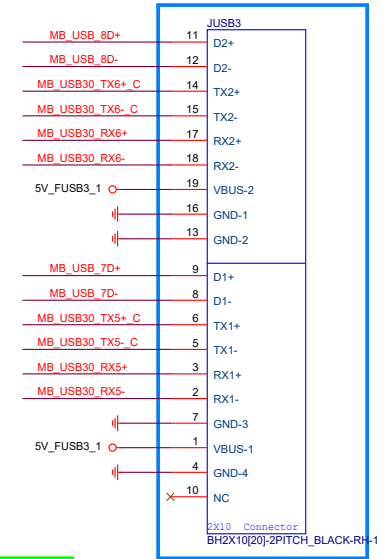 JUSB3
MB_USB_8D+ 11 D2+
MB_USB_8D- 12 D2-
MB_USB30_TX6+_C 14 TX2+
MB_USB30_TX6-_C 15 TX2-
MB_USB30_RX6+ 17 RX2+
MB_USB30_RX6- 18 RX2-
5V_FUSB3_1 19 VBUS-2
16 GND-1
13 GND-2
MB_USB_7D+ 9 D1+
MB_USB_7D- 8 D1-
MB_USB30_TX5+_C 6 TX1+
MB_USB30_TX5-_C 5 TX1-
MB_USB30_RX5+ 3 RX1+
MB_USB30_RX5- 2 RX1-
7 GND-3
5V_FUSB3_1 1 VBUS-1
4 GND-4
10 NC
2X10 Connector
BH2X10[20]-2PITCH_BLACK-RH-1